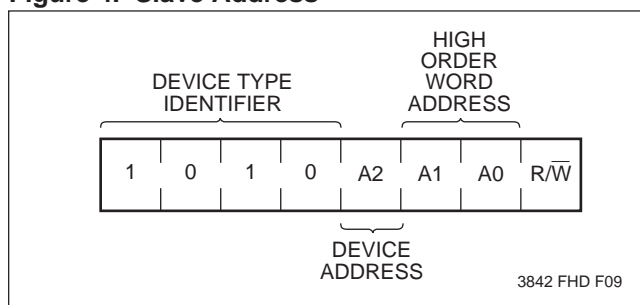 Figure 4. Slave Address
HIGH
ORDER
WORD
ADDRESS
DEVICE TYPE
IDENTIFIER
1 0 1 0 A2 A1 A0 R/W̅
DEVICE
ADDRESS
3842 FHD F09